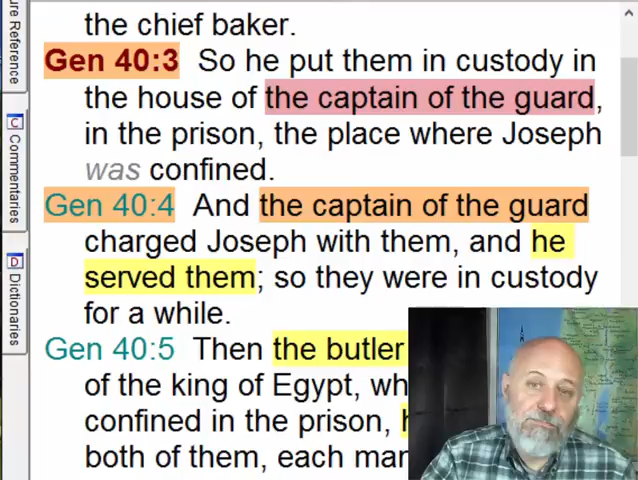 the chief baker.
Gen 40:3 So he put them in custody in
the house of the captain of the guard,
in the prison, the place where Joseph
was confined.
Gen 40:4 And the captain of the guard
charged Joseph with them, and he
served them; so they were in custody
for a while.
Gen 40:5 Then the butler
of the king of Egypt, wh
confined in the prison,
both of them, each man
ure Reference
Commentaries
Dictionaries